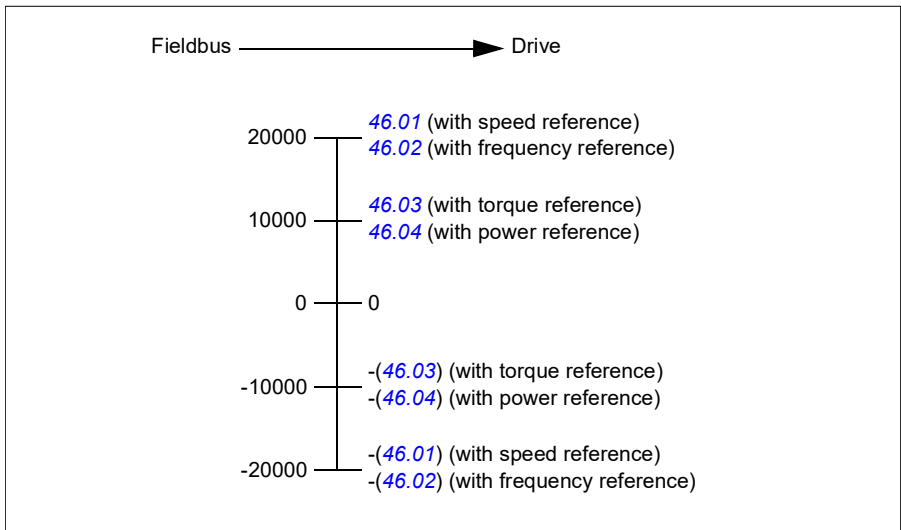 Fieldbus Drive
46.01 (with speed reference)
20000
46.02 (with frequency reference)
46.03 (with torque reference)
10000
46.04 (with power reference)
0 0
-(46.03) (with torque reference)
-10000
-(46.04) (with power reference)
-(46.01) (with speed reference)
-20000
-(46.02) (with frequency reference)